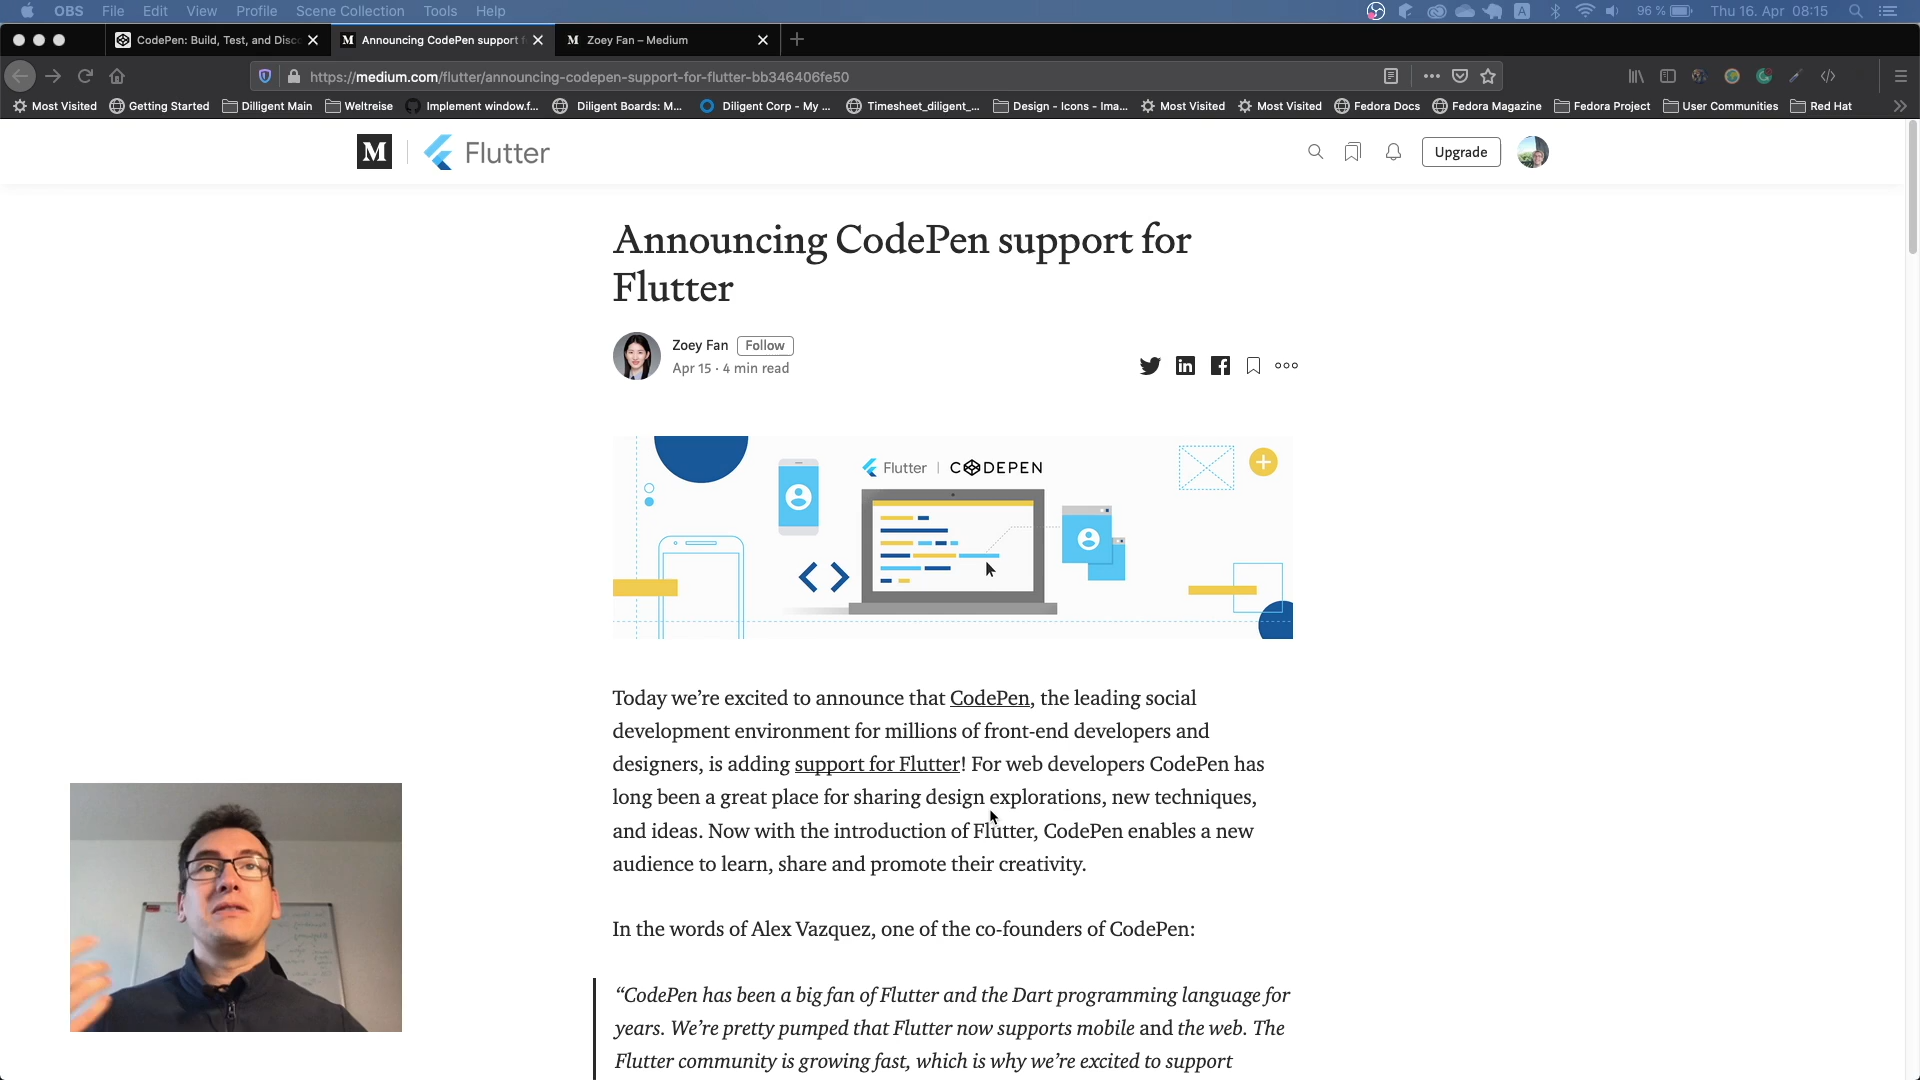 OBS File Edit View Profile Scene Collection Tools Help 96 % Thu 16. Apr 08:15
CodePen: Build, Test, and Disc Announcing CodePen support f Zoey Fan – Medium
https://medium.com/flutter/announcing-codepen-support-for-flutter-bb346406fe50
Most Visited Getting Started Dilligent Main Weltreise Implement window.f... Diligent Boards: M... Diligent Corp - My ... Timesheet_diligent_... Design - Icons - Ima... Most Visited Most Visited Fedora Docs Fedora Magazine Fedora Project User Communities Red Hat
M Flutter Upgrade
Announcing CodePen support for
Flutter
Zoey Fan Follow
Apr 15 · 4 min read
Flutter | CODEPEN
Today we’re excited to announce that CodePen, the leading social
development environment for millions of front-end developers and
designers, is adding support for Flutter! For web developers CodePen has
long been a great place for sharing design explorations, new techniques,
and ideas. Now with the introduction of Flutter, CodePen enables a new
audience to learn, share and promote their creativity.
In the words of Alex Vazquez, one of the co-founders of CodePen:
“CodePen has been a big fan of Flutter and the Dart programming language for
years. We’re pretty pumped that Flutter now supports mobile and the web. The
Flutter community is growing fast, which is why we’re excited to support